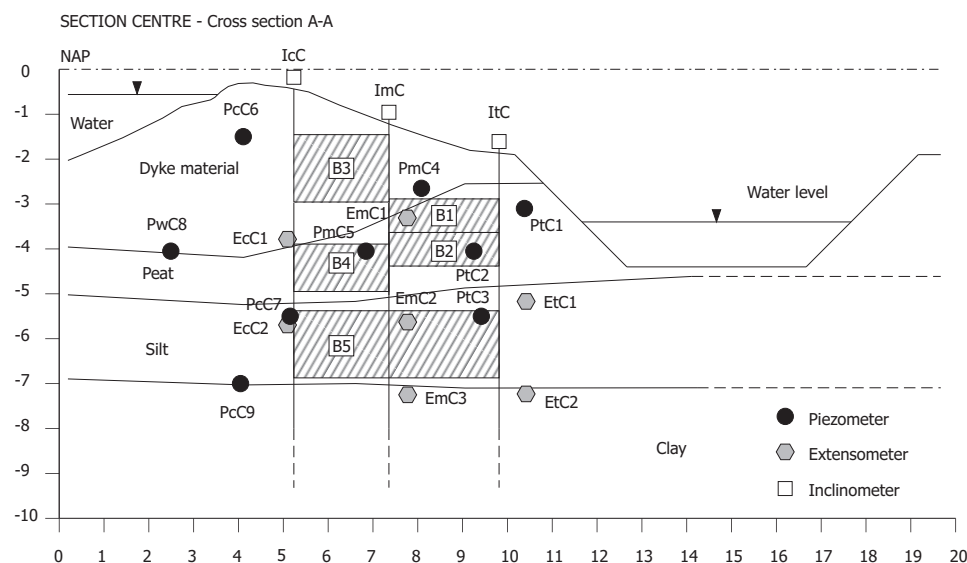 SECTION CENTRE - Cross section A-A
IcC
NAP
0
ImC
ItC
-1
PcC6
Water
-2
Dyke material
B3
PmC4
Water level
-3
EmC1
B1
PtC1
PwC8
EcC1
PmC5
-4
B2
Peat
B4
PtC2
-5
PcC7
EmC2
PtC3
EtC1
EcC2
-6
Silt
B5
-7
PcC9
EmC3
EtC2
Piezometer
-8
Clay
Extensometer
-9
Inclinometer
-10
0 1 2 3 4 5 6 7 8 9 10 11 12 13 14 15 16 17 18 19 20